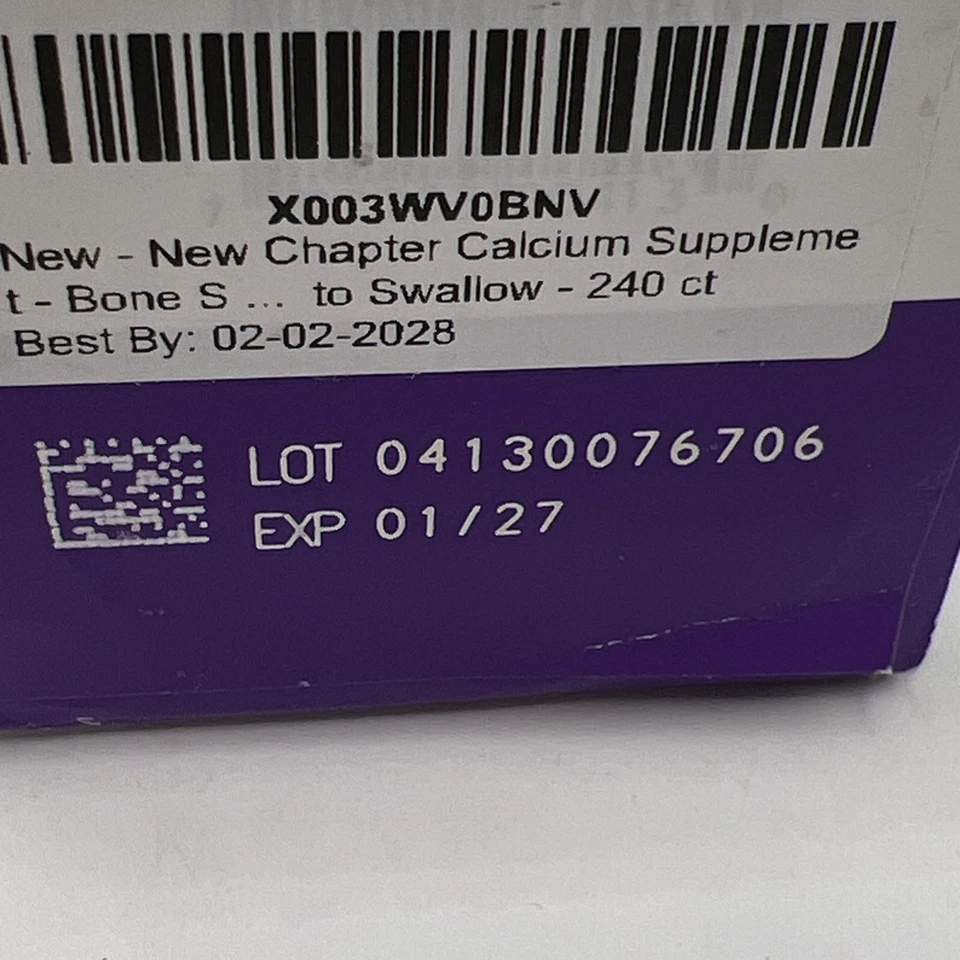 X003WV0BNV
New - New Chapter Calcium Suppleme
t - Bone S ... to Swallow - 240 ct
Best By: 02-02-2028
LOT 04130076706
EXP 01/27